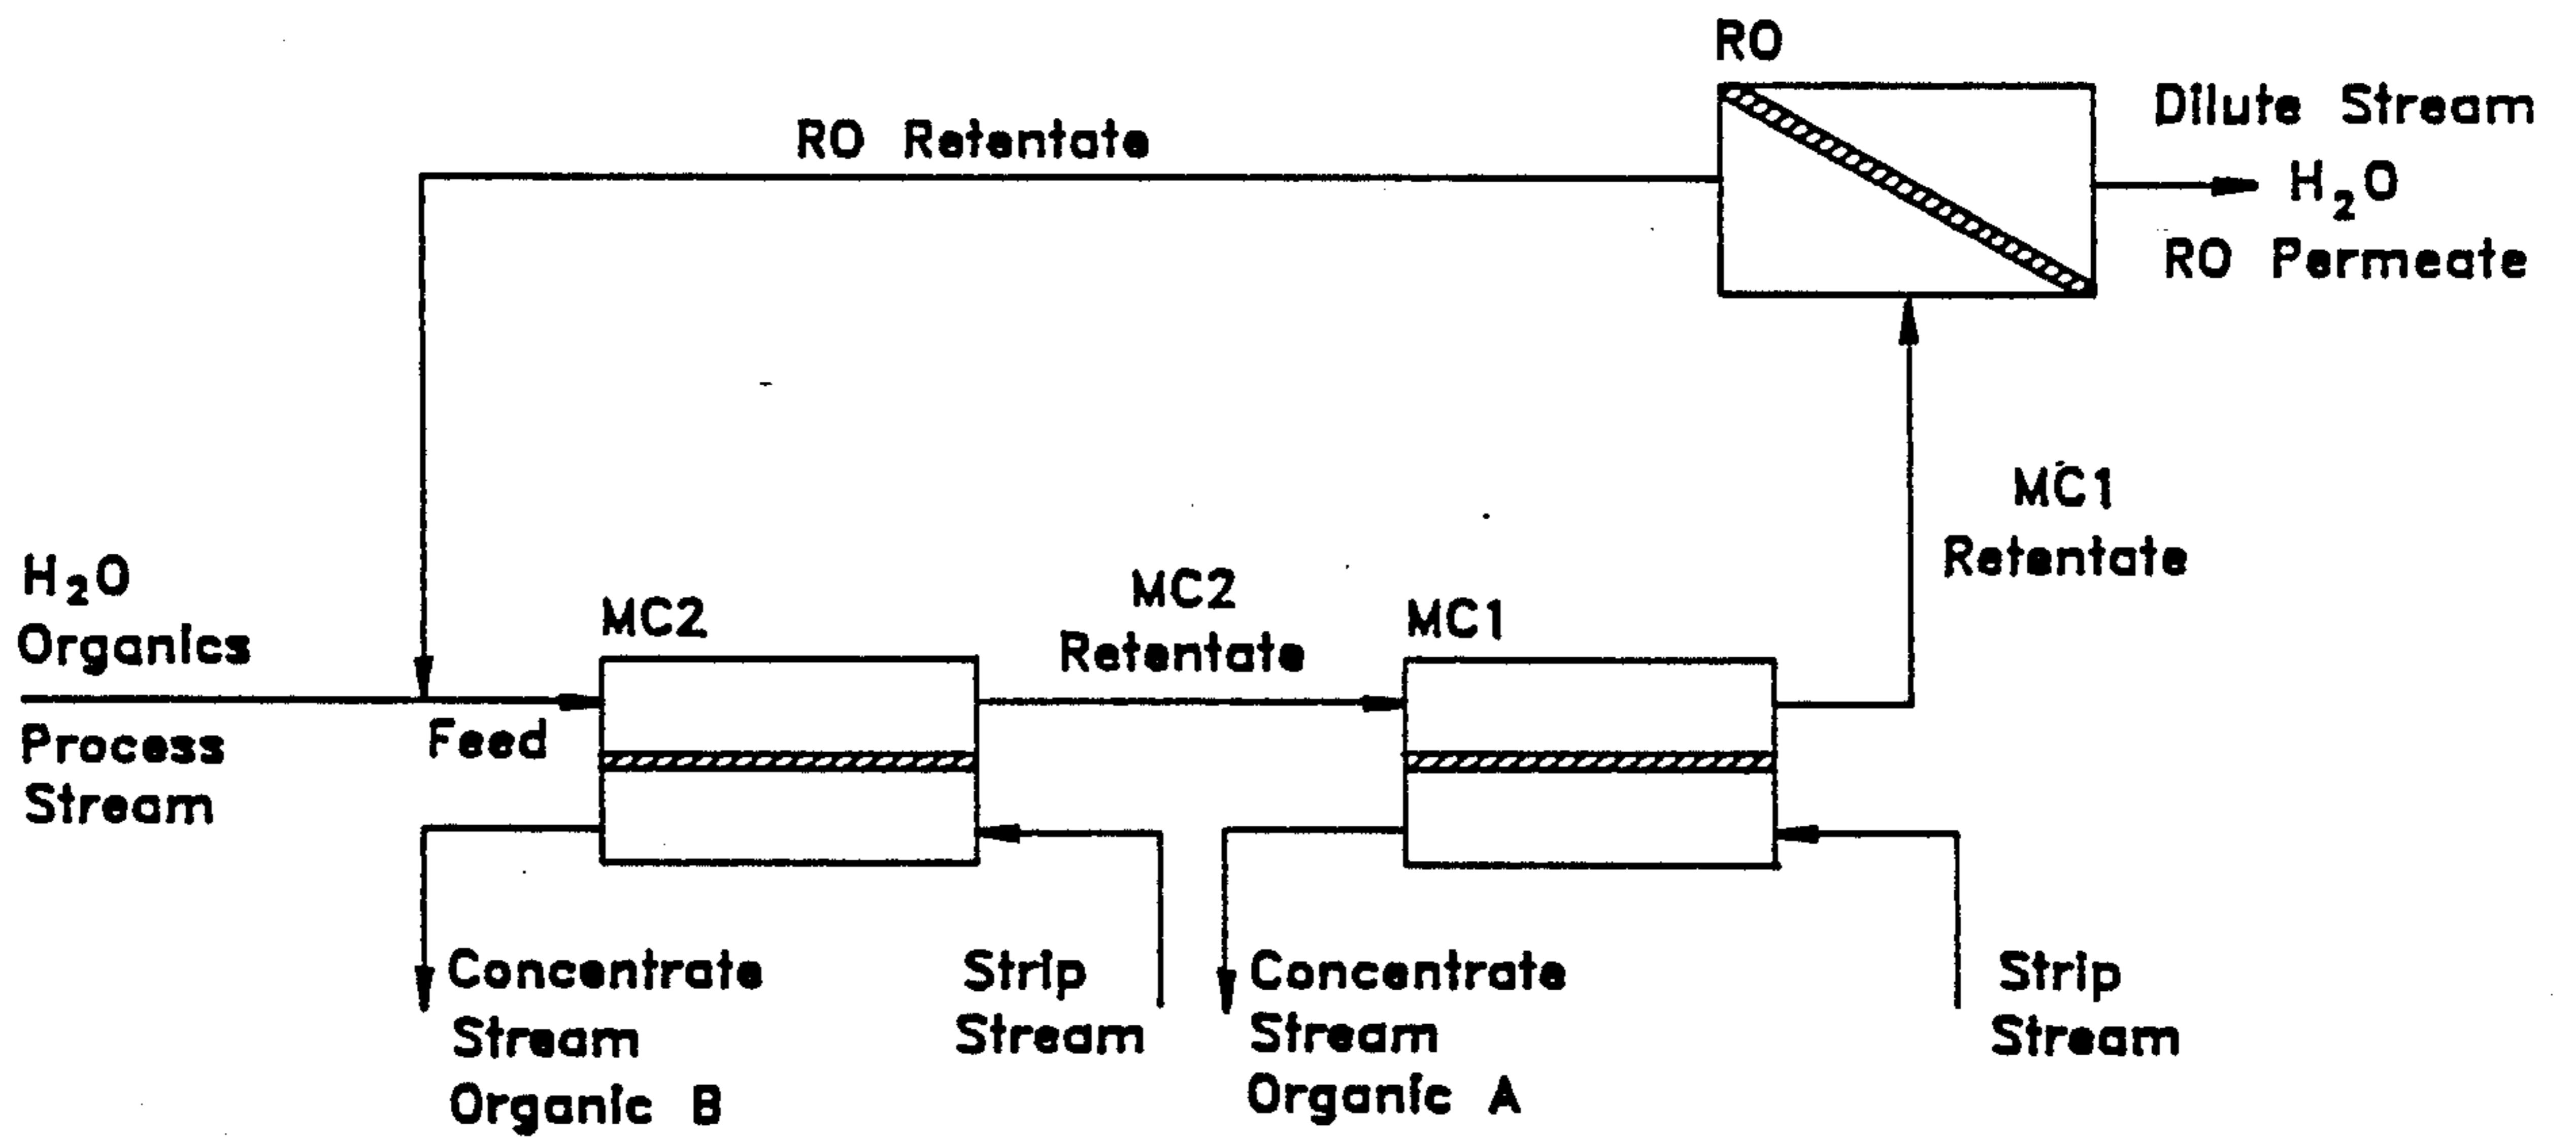 RO
Dilute Stream
RO Retentate
H₂O
RO Permeate
MC1
Retentate
H₂O
Organics
MC2
MC2
Retentate
MC1
Process
Stream
Feed
Concentrate
Stream
Organic B
Strip
Stream
Concentrate
Stream
Organic A
Strip
Stream